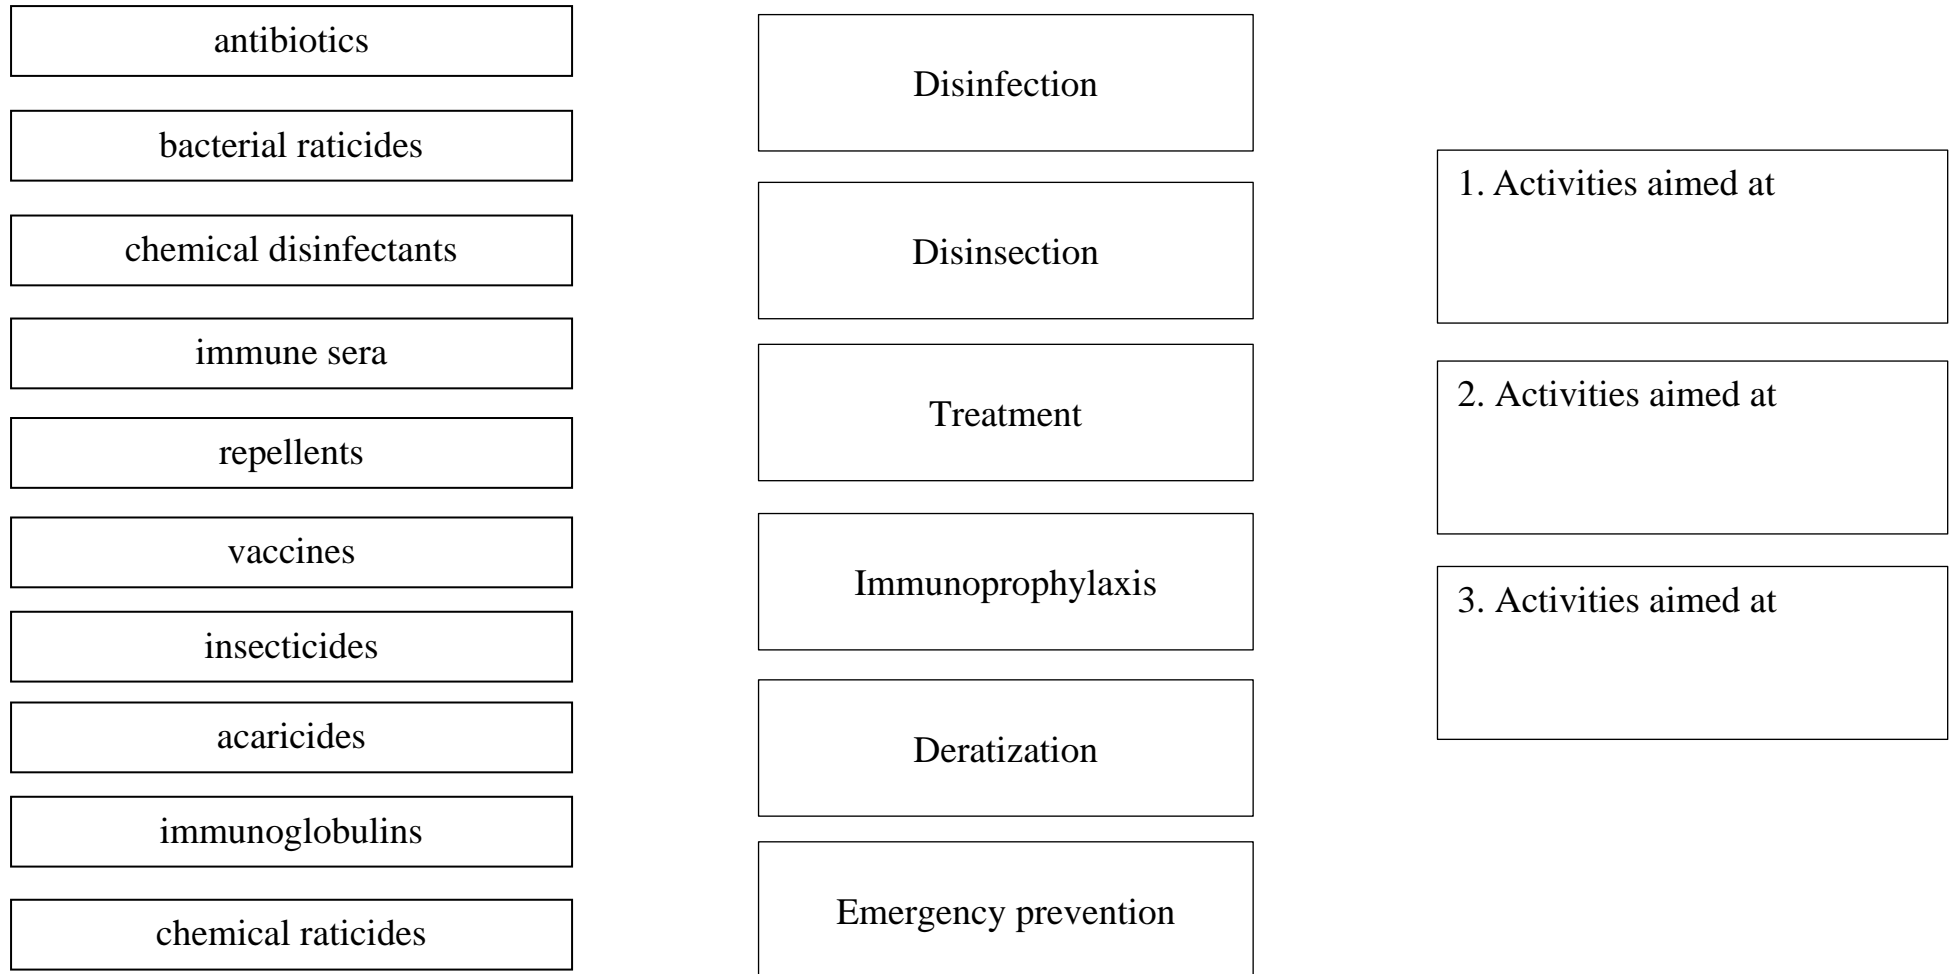 antibiotics
bacterial raticides
chemical disinfectants
immune sera
repellents
vaccines
insecticides
acaricides
immunoglobulins
chemical raticides
Disinfection
Disinsection
Treatment
Immunoprophylaxis
Deratization
Emergency prevention
1. Activities aimed at
2. Activities aimed at
3. Activities aimed at